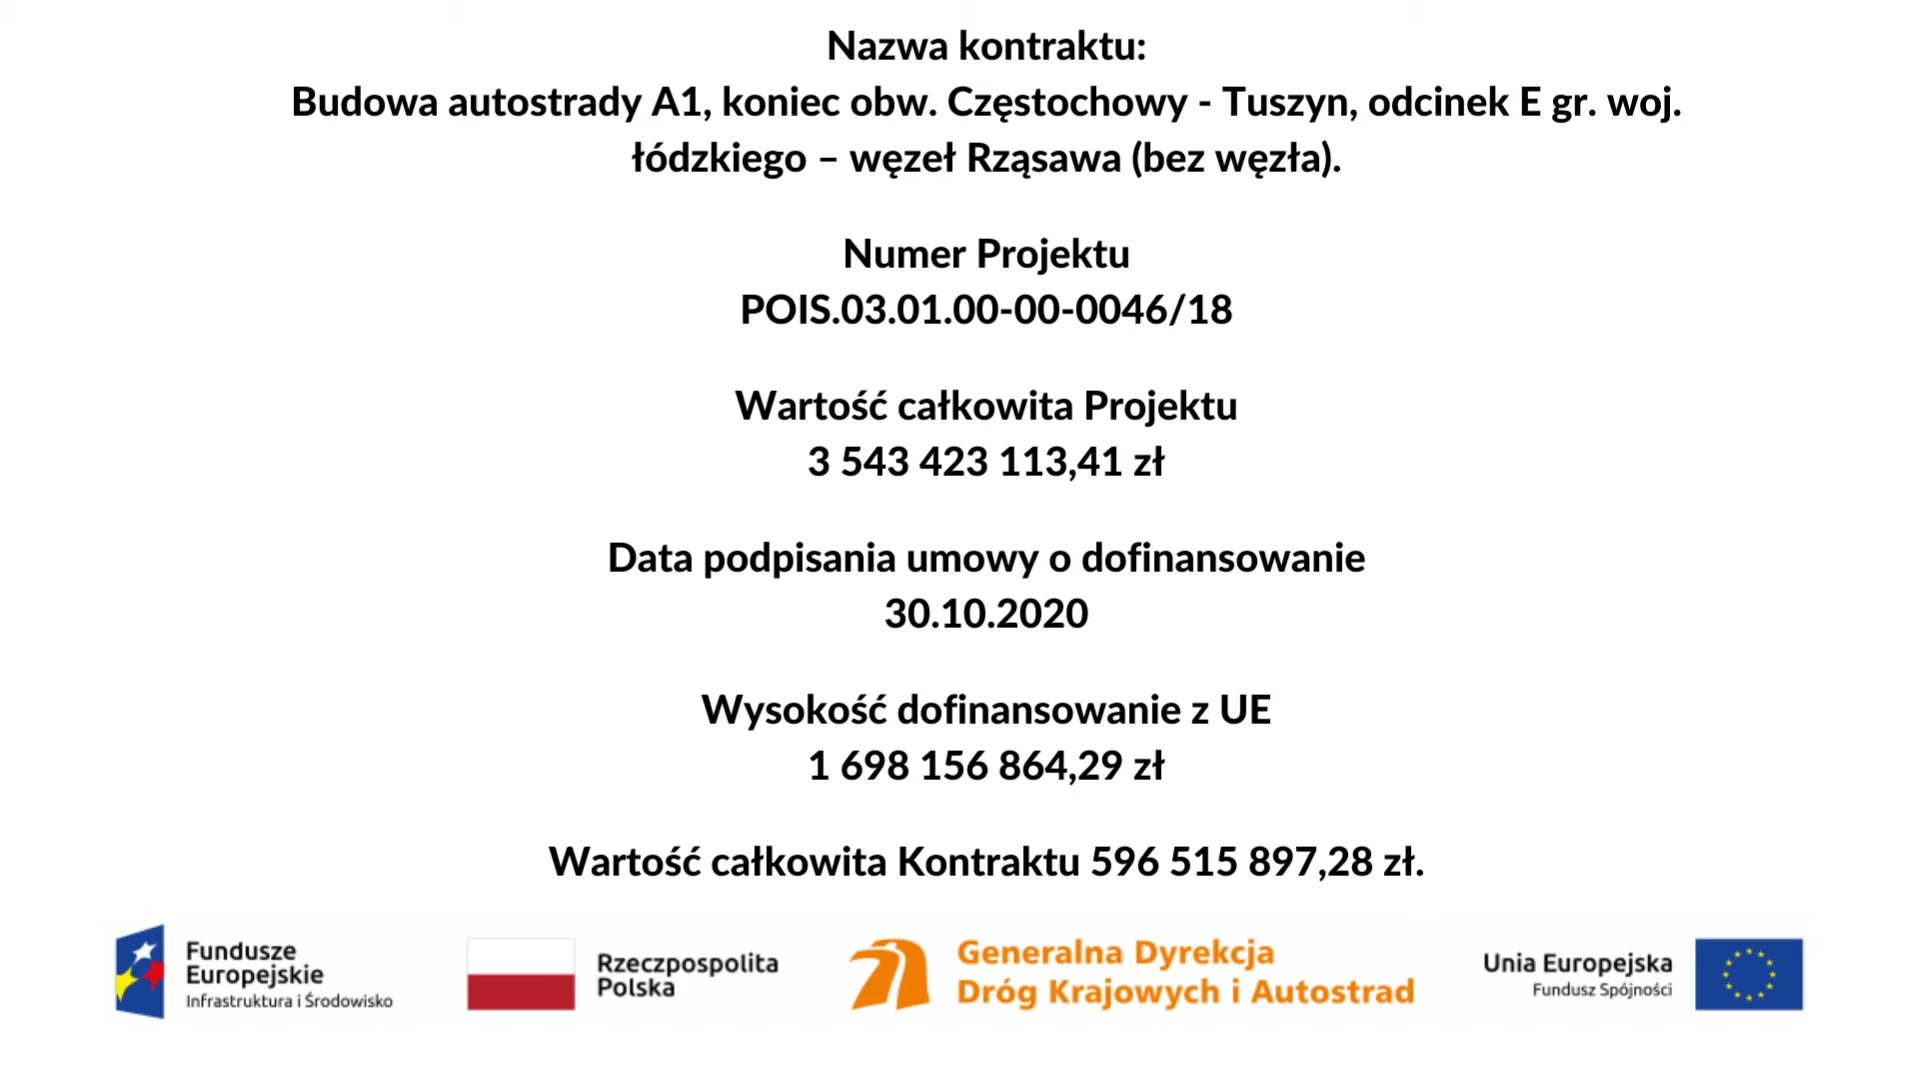 Nazwa kontraktu:
Budowa autostrady A1, koniec obw. Częstochowy - Tuszyn, odcinek E gr. woj.
łódzkiego – węzeł Rząsawa (bez węzła).
Numer Projektu
POIS.03.01.00-00-0046/18
Wartość całkowita Projektu
3 543 423 113,41 zł
Data podpisania umowy o dofinansowanie
30.10.2020
Wysokość dofinansowanie z UE
1 698 156 864,29 zł
Wartość całkowita Kontraktu 596 515 897,28 zł.
Fundusze
Europejskie
Infrastruktura i Środowisko
Rzeczpospolita
Polska
Generalna Dyrekcja
Dróg Krajowych i Autostrad
Unia Europejska
Fundusz Spójności